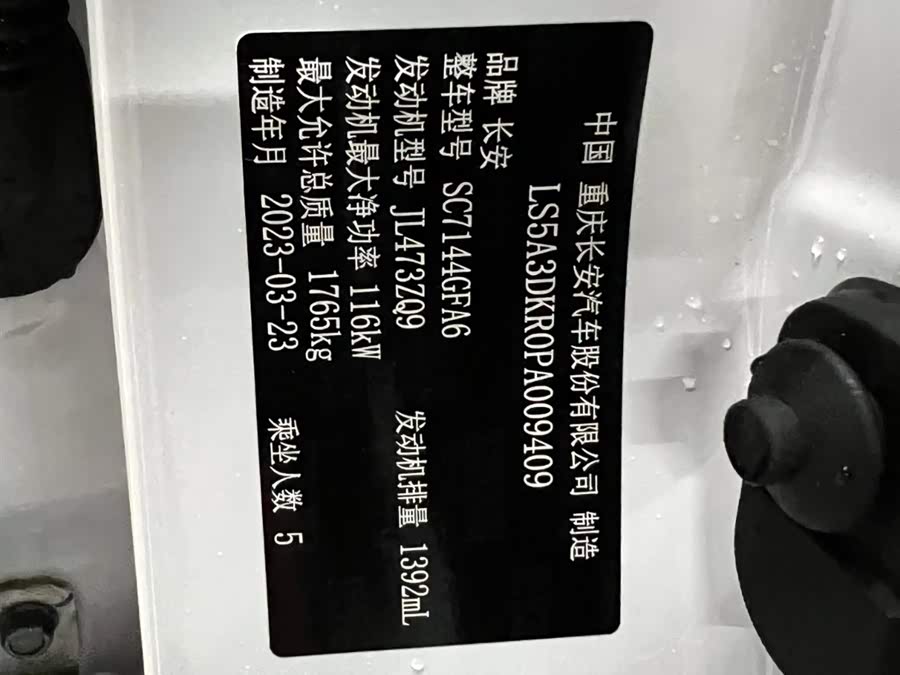 中国 重庆长安汽车股份有限公司 制造
LS5A3DKR0PA009409
品牌 长安
整车型号 SC7144GFA6
发动机型号 JL473ZQ9 发动机排量 1392mL
发动机最大净功率 116kW
最大允许总质量 1765kg
制造年月 2023-03-23 乘坐人数 5